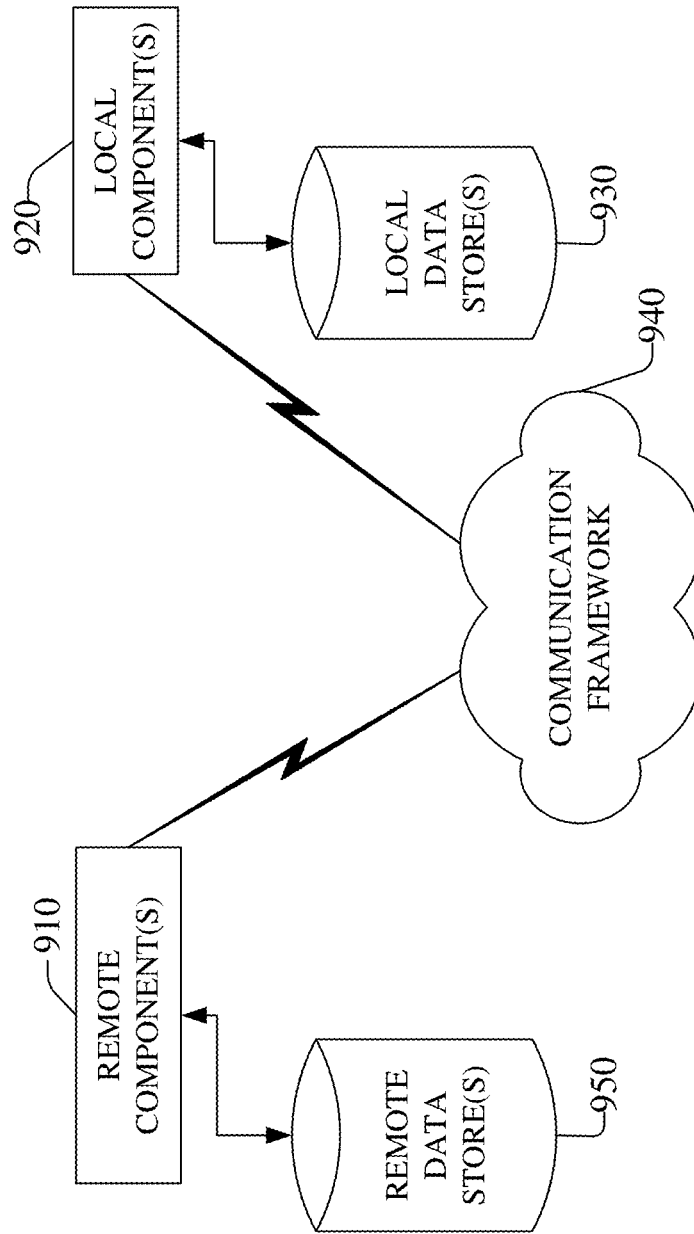 910
REMOTE
COMPONENT(S)
920
LOCAL
COMPONENT(S)
REMOTE
DATA
STORE(S)
950
LOCAL
DATA
STORE(S)
930
COMMUNICATION
FRAMEWORK
940